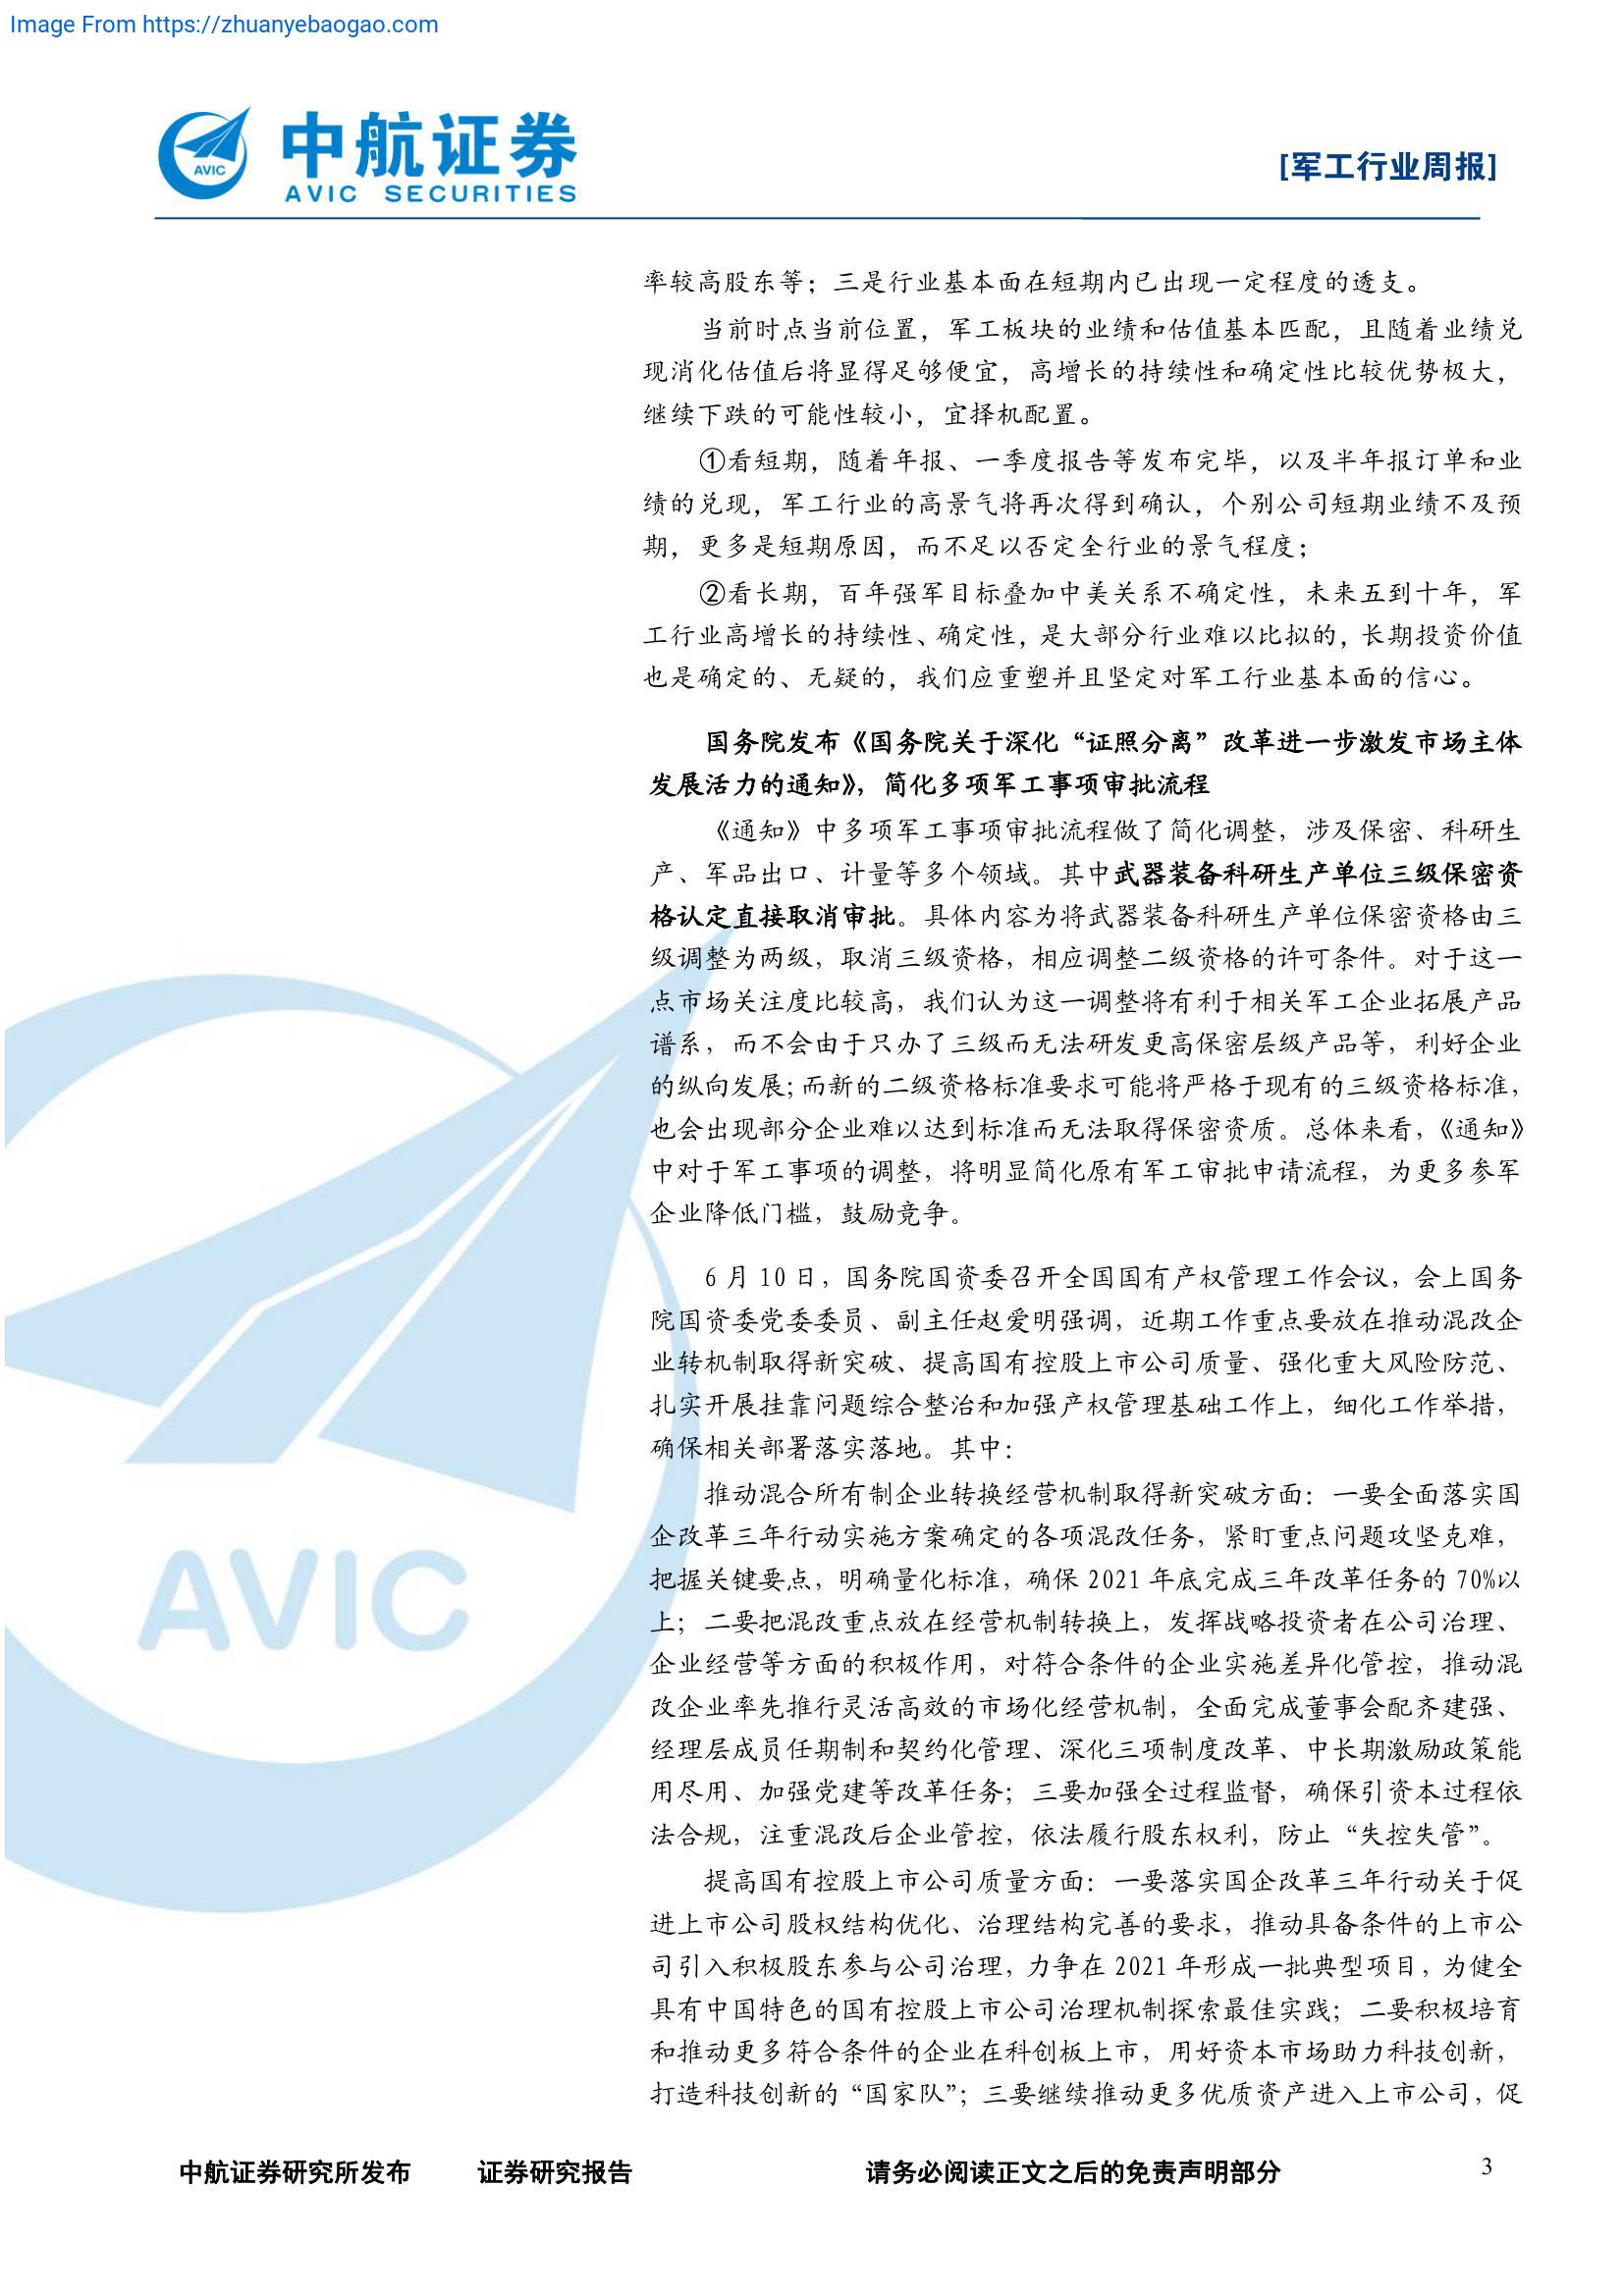 Image From https://zhuanyebaogao.com
AVIC
中航证券
AVIC SECURITIES
[军工行业周报]
率较高股东等；三是行业基本面在短期内已出现一定程度的透支。
当前时点当前位置，军工板块的业绩和估值基本匹配，且随着业绩兑
现消化估值后将显得足够便宜，高增长的持续性和确定性比较优势极大，
继续下跌的可能性较小，宜择机配置。
①看短期，随着年报、一季度报告等发布完毕，以及半年报订单和业
绩的兑现，军工行业的高景气将再次得到确认，个别公司短期业绩不及预
期，更多是短期原因，而不足以否定全行业的景气程度；
②看长期，百年强军目标叠加中美关系不确定性，未来五到十年，军
工行业高增长的持续性、确定性，是大部分行业难以比拟的，长期投资价值
也是确定的、无疑的，我们应重塑并且坚定对军工行业基本面的信心。
国务院发布《国务院关于深化“证照分离”改革进一步激发市场主体
发展活力的通知》，简化多项军工事项审批流程
《通知》中多项军工事项审批流程做了简化调整，涉及保密、科研生
产、军品出口、计量等多个领域。其中武器装备科研生产单位三级保密资
格认定直接取消审批。具体内容为将武器装备科研生产单位保密资格由三
级调整为两级，取消三级资格，相应调整二级资格的许可条件。对于这一
点市场关注度比较高，我们认为这一调整将有利于相关军工企业拓展产品
谱系，而不会由于只办了三级而无法研发更高保密层级产品等，利好企业
的纵向发展；而新的二级资格标准要求可能将严格于现有的三级资格标准，
也会出现部分企业难以达到标准而无法取得保密资质。总体来看，《通知》
中对于军工事项的调整，将明显简化原有军工审批申请流程，为更多参军
企业降低门槛，鼓励竞争。
6 月 10 日，国务院国资委召开全国国有产权管理工作会议，会上国务
院国资委党委委员、副主任赵爱明强调，近期工作重点要放在推动混改企
业转机制取得新突破、提高国有控股上市公司质量、强化重大风险防范、
扎实开展挂靠问题综合整治和加强产权管理基础工作上，细化工作举措，
确保相关部署落实落地。其中：
推动混合所有制企业转换经营机制取得新突破方面：一要全面落实国
企改革三年行动实施方案确定的各项混改任务，紧盯重点问题攻坚克难，
把握关键要点，明确量化标准，确保 2021 年底完成三年改革任务的 70%以
上；二要把混改重点放在经营机制转换上，发挥战略投资者在公司治理、
企业经营等方面的积极作用，对符合条件的企业实施差异化管控，推动混
改企业率先推行灵活高效的市场化经营机制，全面完成董事会配齐建强、
经理层成员任期制和契约化管理、深化三项制度改革、中长期激励政策能
用尽用、加强党建等改革任务；三要加强全过程监督，确保引资本过程依
法合规，注重混改后企业管控，依法履行股东权利，防止“失控失管”。
提高国有控股上市公司质量方面：一要落实国企改革三年行动关于促
进上市公司股权结构优化、治理结构完善的要求，推动具备条件的上市公
司引入积极股东参与公司治理，力争在 2021 年形成一批典型项目，为健全
具有中国特色的国有控股上市公司治理机制探索最佳实践；二要积极培育
和推动更多符合条件的企业在科创板上市，用好资本市场助力科技创新，
打造科技创新的“国家队”；三要继续推动更多优质资产进入上市公司，促
AVIC
中航证券研究所发布 证券研究报告 请务必阅读正文之后的免责声明部分 3